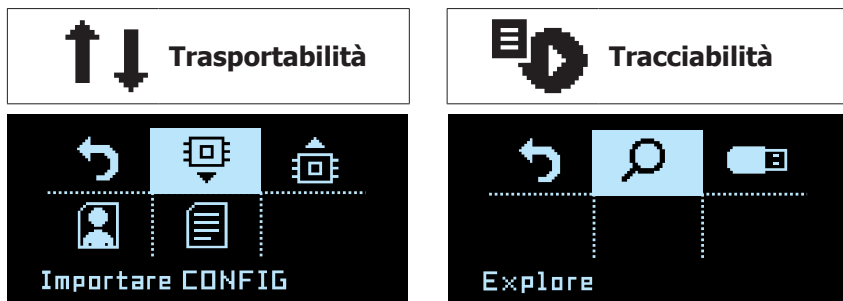 Trasportabilità
Tracciabilità
Importare CONFIG
Explore